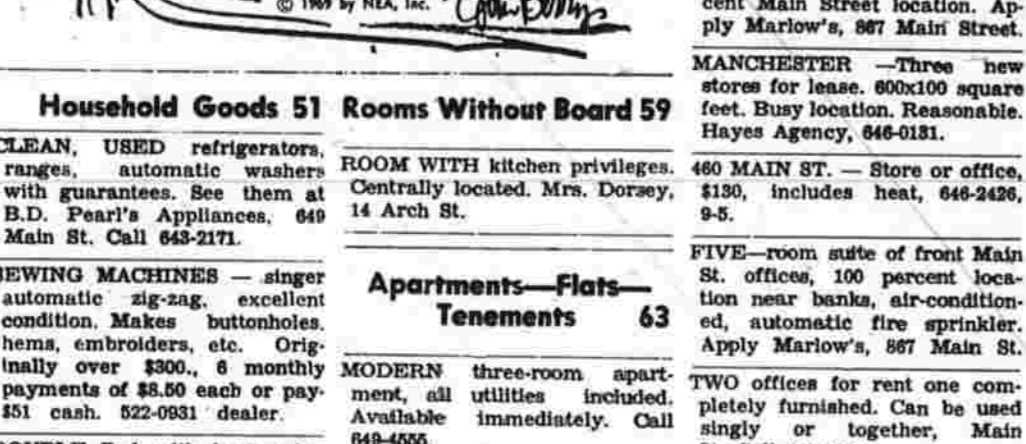 © 1969 by NEA, Inc.
Household Goods 51
CLEAN, USED refrigerators,
ranges, automatic washers
with guarantees. See them at
B.D. Pearl's Appliances, 649
Main St. Call 643-2171.
SEWING MACHINES — singer
automatic zig-zag, excellent
condition. Makes buttonholes,
hems, embroiders, etc. Orig-
inally over $300., 6 monthly
payments of $8.50 each or pay-
$51 cash. 522-0931 dealer.
Rooms Without Board 59
ROOM WITH kitchen privileges.
Centrally located. Mrs. Dorsey,
14 Arch St.
Apartments—Flats—
Tenements 63
MODERN three-room apart-
ment, all utilities included.
Available immediately. Call
649-4555.
cent Main Street location. Ap-
ply Marlow's, 867 Main Street.
MANCHESTER —Three new
stores for lease. 600x100 square
feet. Busy location. Reasonable.
Hayes Agency, 646-0131.
460 MAIN ST. — Store or office,
$130, includes heat, 646-2426,
9-5.
FIVE—room suite of front Main
St. offices, 100 percent loca-
tion near banks, air-condition-
ed, automatic fire sprinkler.
Apply Marlow's, 867 Main St.
TWO offices for rent one com-
pletely furnished. Can be used
singly or together, Main